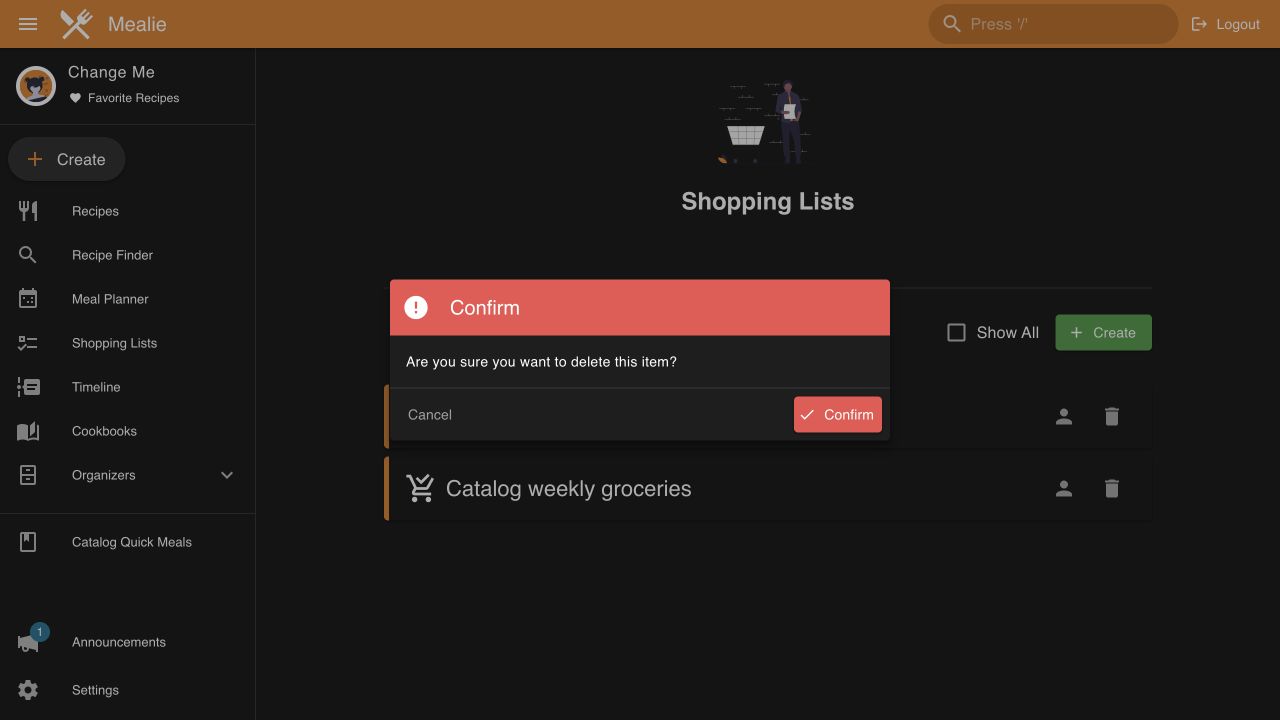 Mealie
Press '/'
Logout
Change Me
Favorite Recipes
Create
Recipes
Recipe Finder
Meal Planner
Shopping Lists
Timeline
Cookbooks
Organizers
Catalog Quick Meals
1
Announcements
Settings
Shopping Lists
Show All
Create
Confirm
Are you sure you want to delete this item?
Cancel
Confirm
Catalog weekly groceries